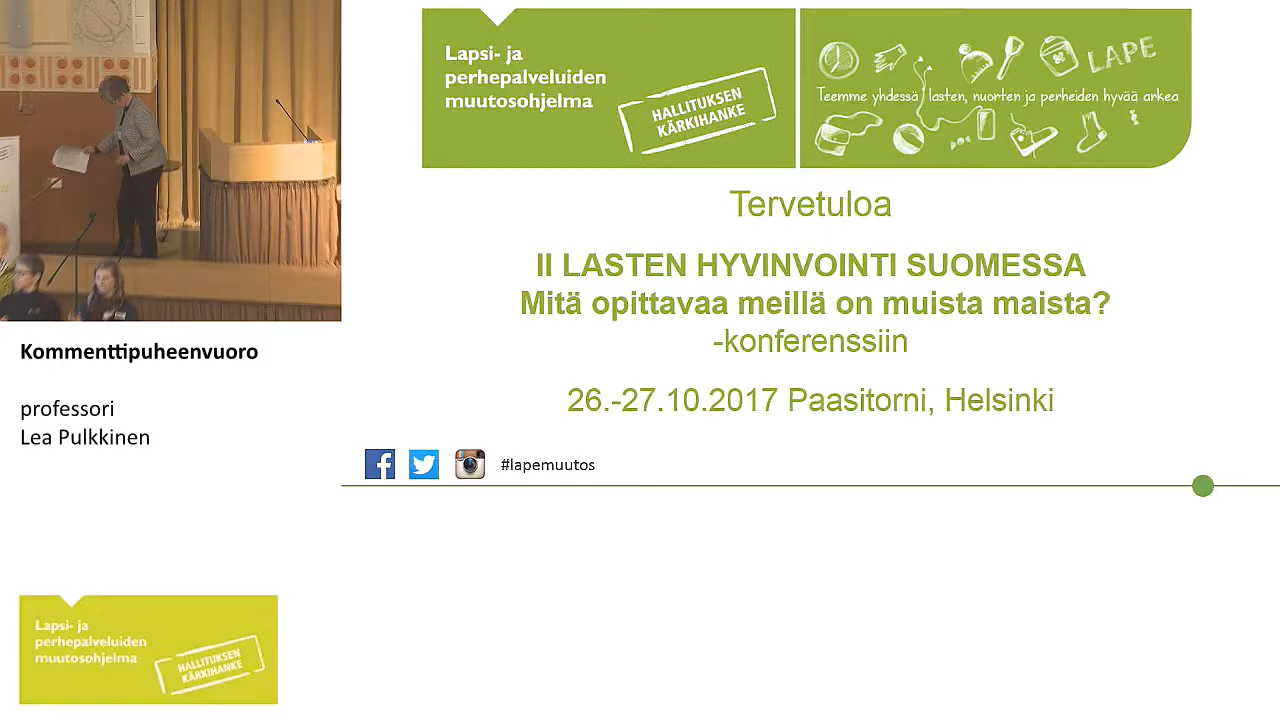 Lapsi- ja
perhepalveluiden
muutosohjelma
HALLITUKSEN
KÄRKIHANKE
LAPE
Teemme yhdessä lasten, nuorten ja perheiden hyvää arkea
Tervetuloa
II LASTEN HYVINVOINTI SUOMESSA
Mitä opittavaa meillä on muista maista?
-konferenssiin
26.-27.10.2017 Paasitorni, Helsinki
#lapemuutos
Kommenttipuheenvuoro
professori
Lea Pulkkinen
Lapsi- ja
perhepalveluiden
muutosohjelma
HALLITUKSEN
KÄRKIHANKE